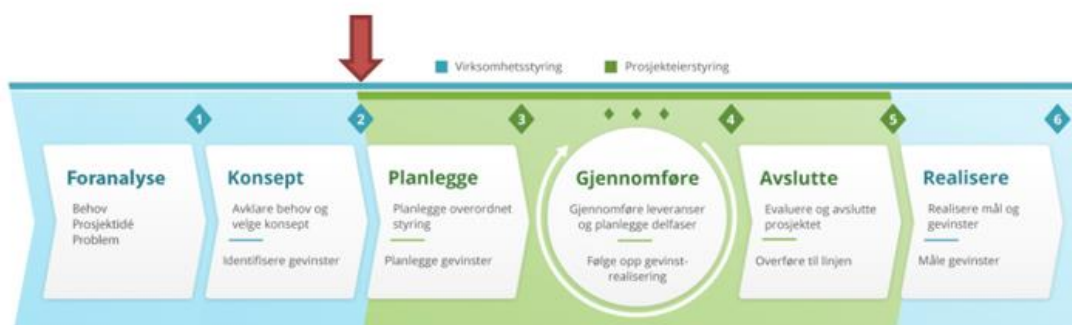 Virksomhetsstyring
Prosjekteierstyring
1
2
3
4
5
6
Foranalyse
Behov
Prosjektidé
Problem
Konsept
Avklare behov og
velge konsept
Identifisere gevinster
Planlegge
Planlegge overordnet
styring
Planlegge gevinster
Gjennomføre
Gjennomføre leveranser
og planlegge delfaser
Følge opp gevinst-
realisering
Avslutte
Evaluere og avslutte
prosjektet
Overføre til linjen
Realisere
Realisere mål og
gevinster
Måle gevinster